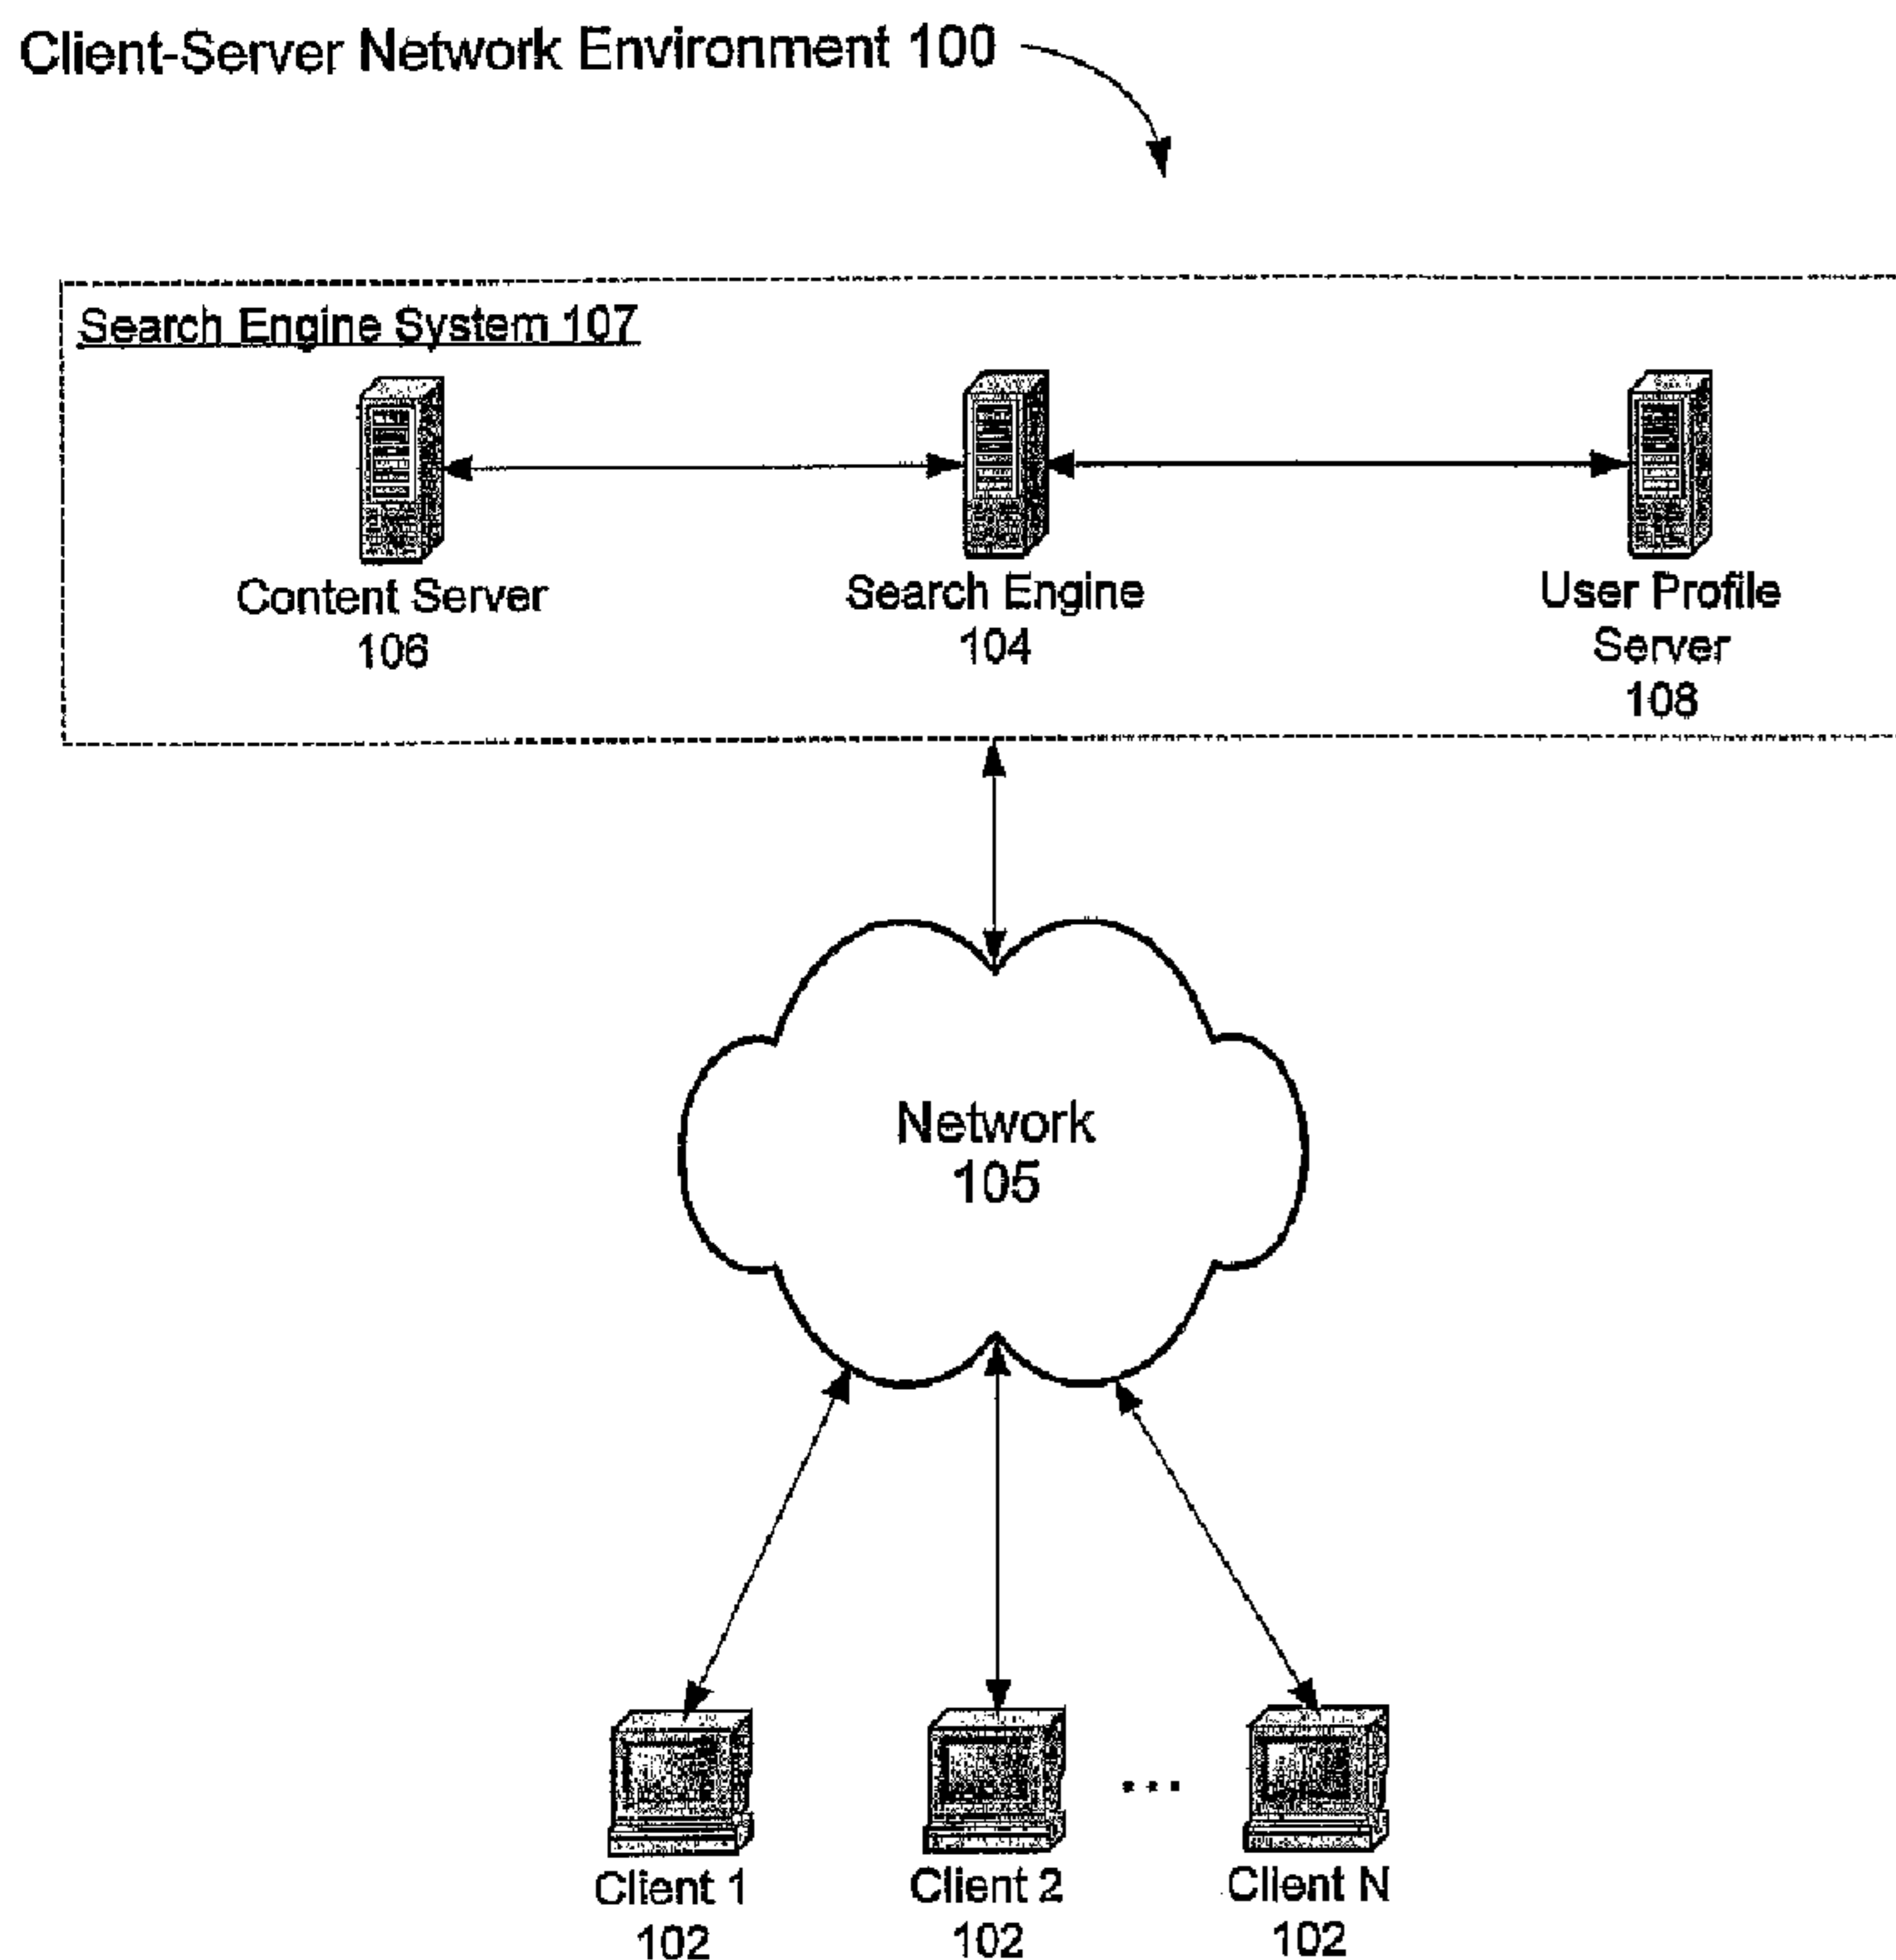 Client-Server Network Environment 100
Search Engine System 107
Content Server
106
Search Engine
104
User Profile
Server
108
Network
105
Client 1
102
Client 2
102
...
Client N
102